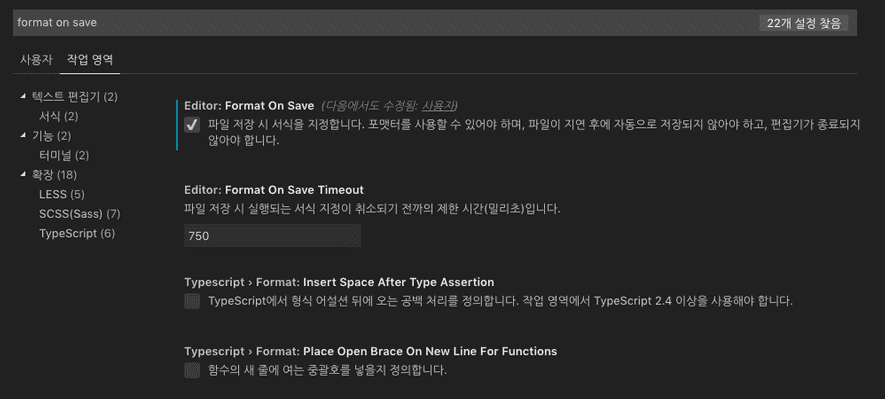 format on save
22개 설정 찾음
사용자
작업 영역
텍스트 편집기 (2)
서식 (2)
기능 (2)
터미널 (2)
확장 (18)
LESS (5)
SCSS(Sass) (7)
TypeScript (6)
Editor: Format On Save (다음에서도 수정됨: 사용자)
파일 저장 시 서식을 지정합니다. 포맷터를 사용할 수 있어야 하며, 파일이 지연 후에 자동으로 저장되지 않아야 하고, 편집기가 종료되지
않아야 합니다.
Editor: Format On Save Timeout
파일 저장 시 실행되는 서식 지정이 취소되기 전까의 제한 시간(밀리초)입니다.
750
Typescript › Format: Insert Space After Type Assertion
TypeScript에서 형식 어설션 뒤에 오는 공백 처리를 정의합니다. 작업 영역에서 TypeScript 2.4 이상을 사용해야 합니다.
Typescript › Format: Place Open Brace On New Line For Functions
함수의 새 줄에 여는 중괄호를 넣을지 정의합니다.